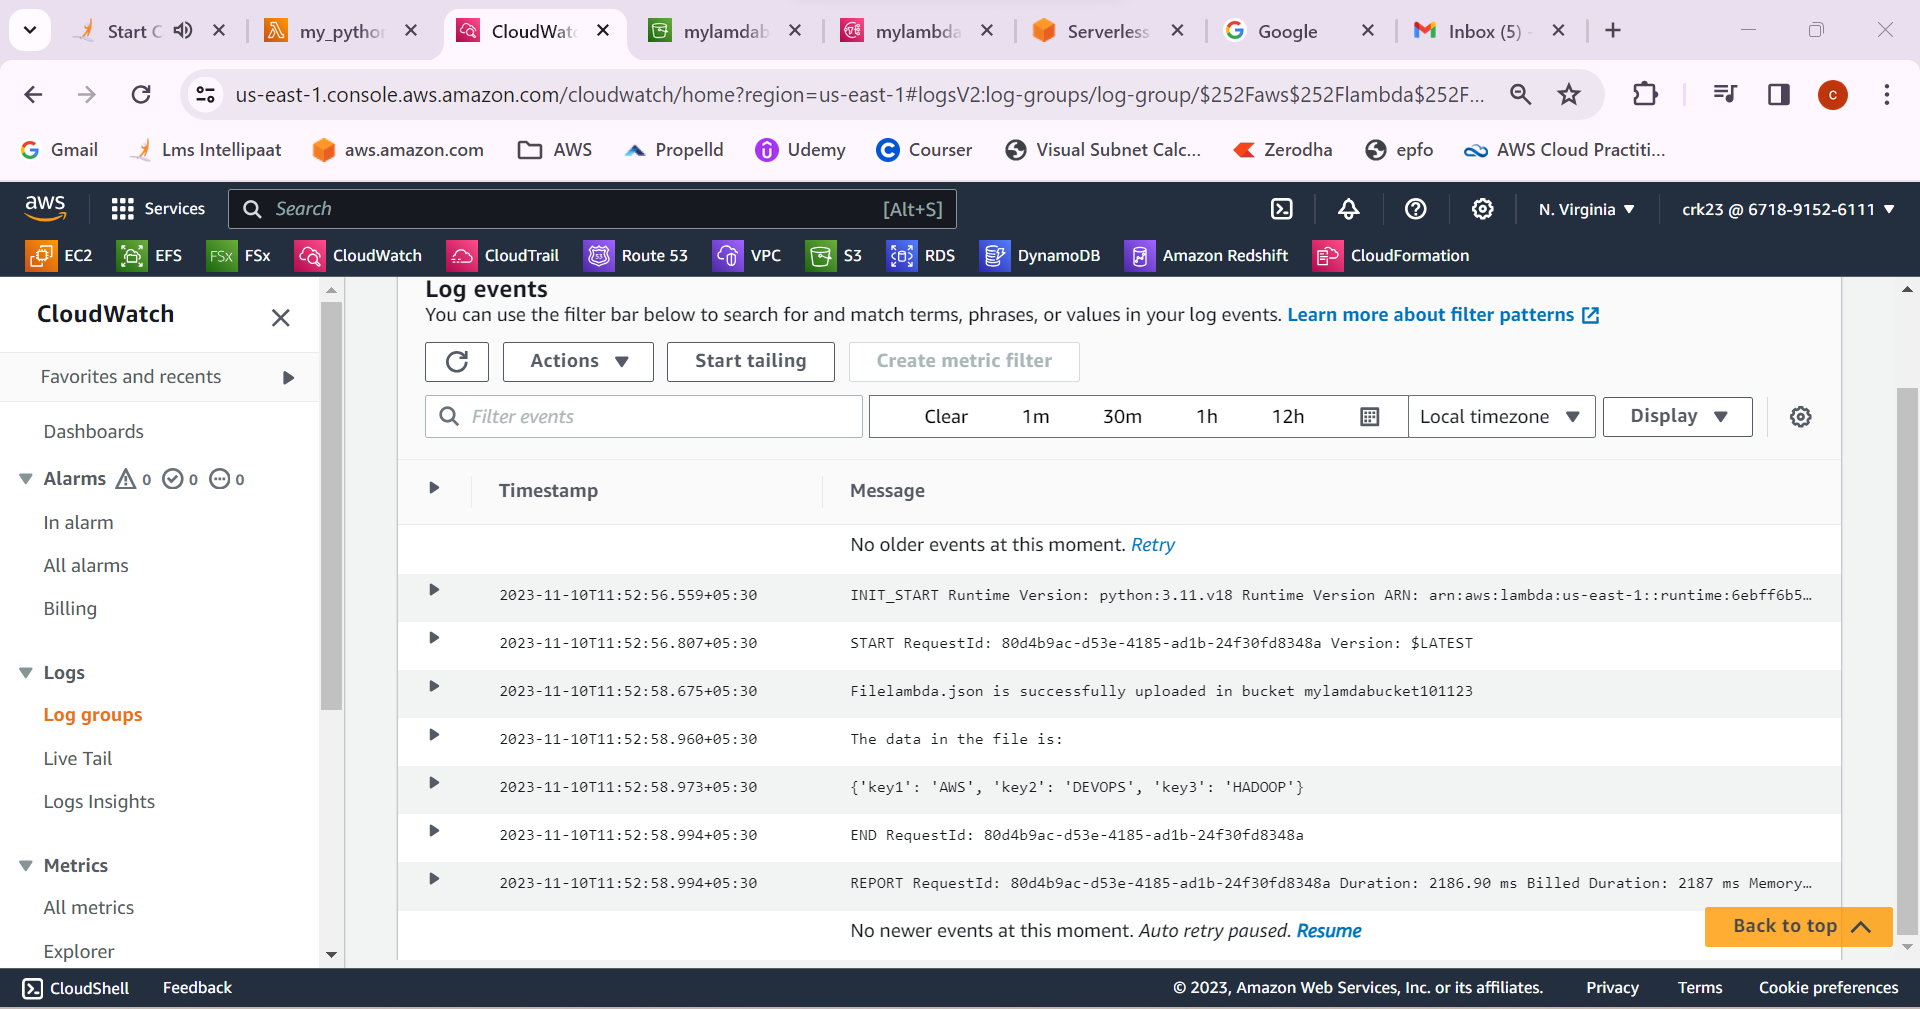 Start C
my_pytho
CloudWat
mylamdab
mylambda
Serverless
Google
Inbox (5) -
us-east-1.console.aws.amazon.com/cloudwatch/home?region=us-east-1#logsV2:log-groups/log-group/$252Faws$252Flambda$252F...
C
Gmail
Lms Intellipaat
aws.amazon.com
AWS
Propelld
Udemy
Courser
Visual Subnet Calc...
Zerodha
epfo
AWS Cloud Practiti...
aws
Services
Search
[Alt+S]
N. Virginia
crk23 @ 6718-9152-6111
EC2
EFS
FSx
FSx
CloudWatch
CloudTrail
53
Route 53
VPC
S3
RDS
DynamoDB
Amazon Redshift
CloudFormation
CloudWatch
Favorites and recents
Dashboards
Alarms 0 0 0
In alarm
All alarms
Billing
Logs
Log groups
Live Tail
Logs Insights
Metrics
All metrics
Explorer
Log events
You can use the filter bar below to search for and match terms, phrases, or values in your log events. Learn more about filter patterns
Actions
Start tailing
Create metric filter
Filter events
Clear
1m
30m
1h
12h
Local timezone
Display
Timestamp
Message
No older events at this moment. Retry
2023-11-10T11:52:56.559+05:30 INIT_START Runtime Version: python:3.11.v18 Runtime Version ARN: arn:aws:lambda:us-east-1::runtime:6ebff6b5...
2023-11-10T11:52:56.807+05:30 START RequestId: 80d4b9ac-d53e-4185-ad1b-24f30fd8348a Version: $LATEST
2023-11-10T11:52:58.675+05:30 Filelambda.json is successfully uploaded in bucket mylamdabucket101123
2023-11-10T11:52:58.960+05:30 The data in the file is:
2023-11-10T11:52:58.973+05:30 {'key1': 'AWS', 'key2': 'DEVOPS', 'key3': 'HADOOP'}
2023-11-10T11:52:58.994+05:30 END RequestId: 80d4b9ac-d53e-4185-ad1b-24f30fd8348a
2023-11-10T11:52:58.994+05:30 REPORT RequestId: 80d4b9ac-d53e-4185-ad1b-24f30fd8348a Duration: 2186.90 ms Billed Duration: 2187 ms Memory...
No newer events at this moment. Auto retry paused. Resume
Back to top
CloudShell
Feedback
© 2023, Amazon Web Services, Inc. or its affiliates.
Privacy
Terms
Cookie preferences